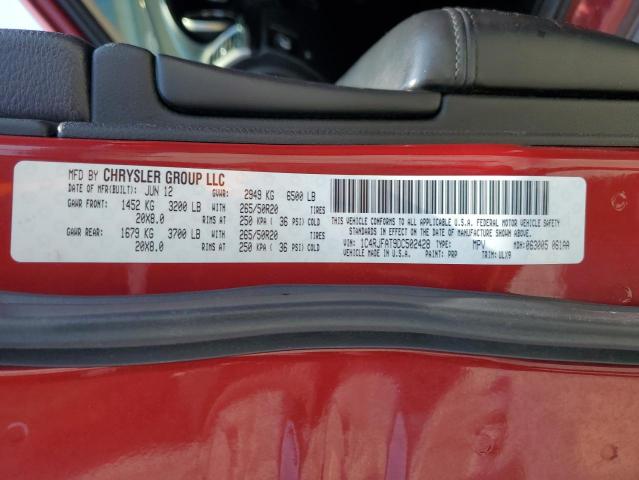 MFD BY CHRYSLER GROUP LLC
DATE OF MFR(BUILT): JUN 12 GVWR: 2949 KG 6500 LB
GAWR FRONT: 1452 KG 3200 LB WITH 265/50R20 TIRES
20X8.0 RIMS AT 250 KPA ( 36 PSI) COLD
GAWR REAR: 1679 KG 3700 LB WITH 265/50R20 TIRES
20X8.0 RIMS AT 250 KPA ( 36 PSI) COLD
THIS VEHICLE CONFORMS TO ALL APPLICABLE U.S.A. FEDERAL MOTOR VEHICLE SAFETY
STANDARDS IN EFFECT ON THE DATE OF MANUFACTURE SHOWN ABOVE.
VIN: 1C4RJFAT9DC502428 TYPE: MPV MDH: 063005 061AA
VEHICLE MADE IN U.S.A. PAINT: PRP TRIM: ULX9